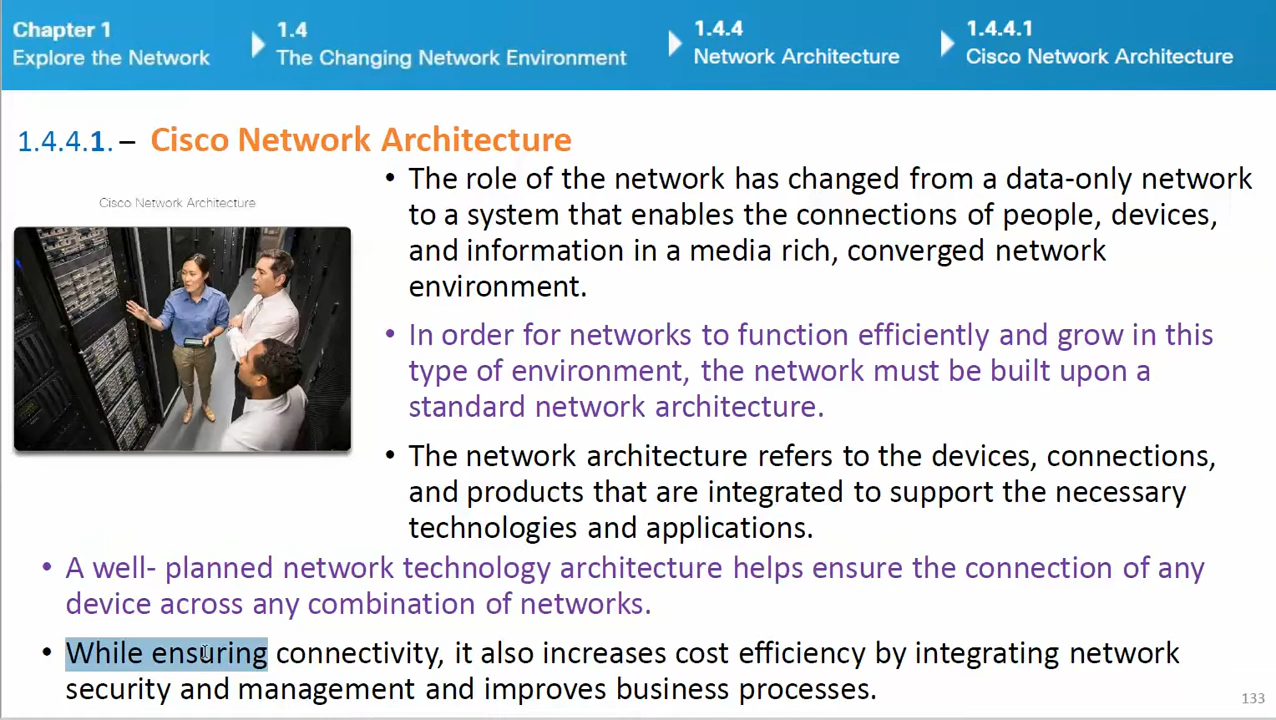 Chapter 1
Explore the Network
1.4
The Changing Network Environment
1.4.4
Network Architecture
1.4.4.1
Cisco Network Architecture
1.4.4.1. – Cisco Network Architecture
Cisco Network Architecture
• The role of the network has changed from a data-only network
to a system that enables the connections of people, devices,
and information in a media rich, converged network
environment.
• In order for networks to function efficiently and grow in this
type of environment, the network must be built upon a
standard network architecture.
• The network architecture refers to the devices, connections,
and products that are integrated to support the necessary
technologies and applications.
• A well- planned network technology architecture helps ensure the connection of any
device across any combination of networks.
• While ensuring connectivity, it also increases cost efficiency by integrating network
security and management and improves business processes.
133